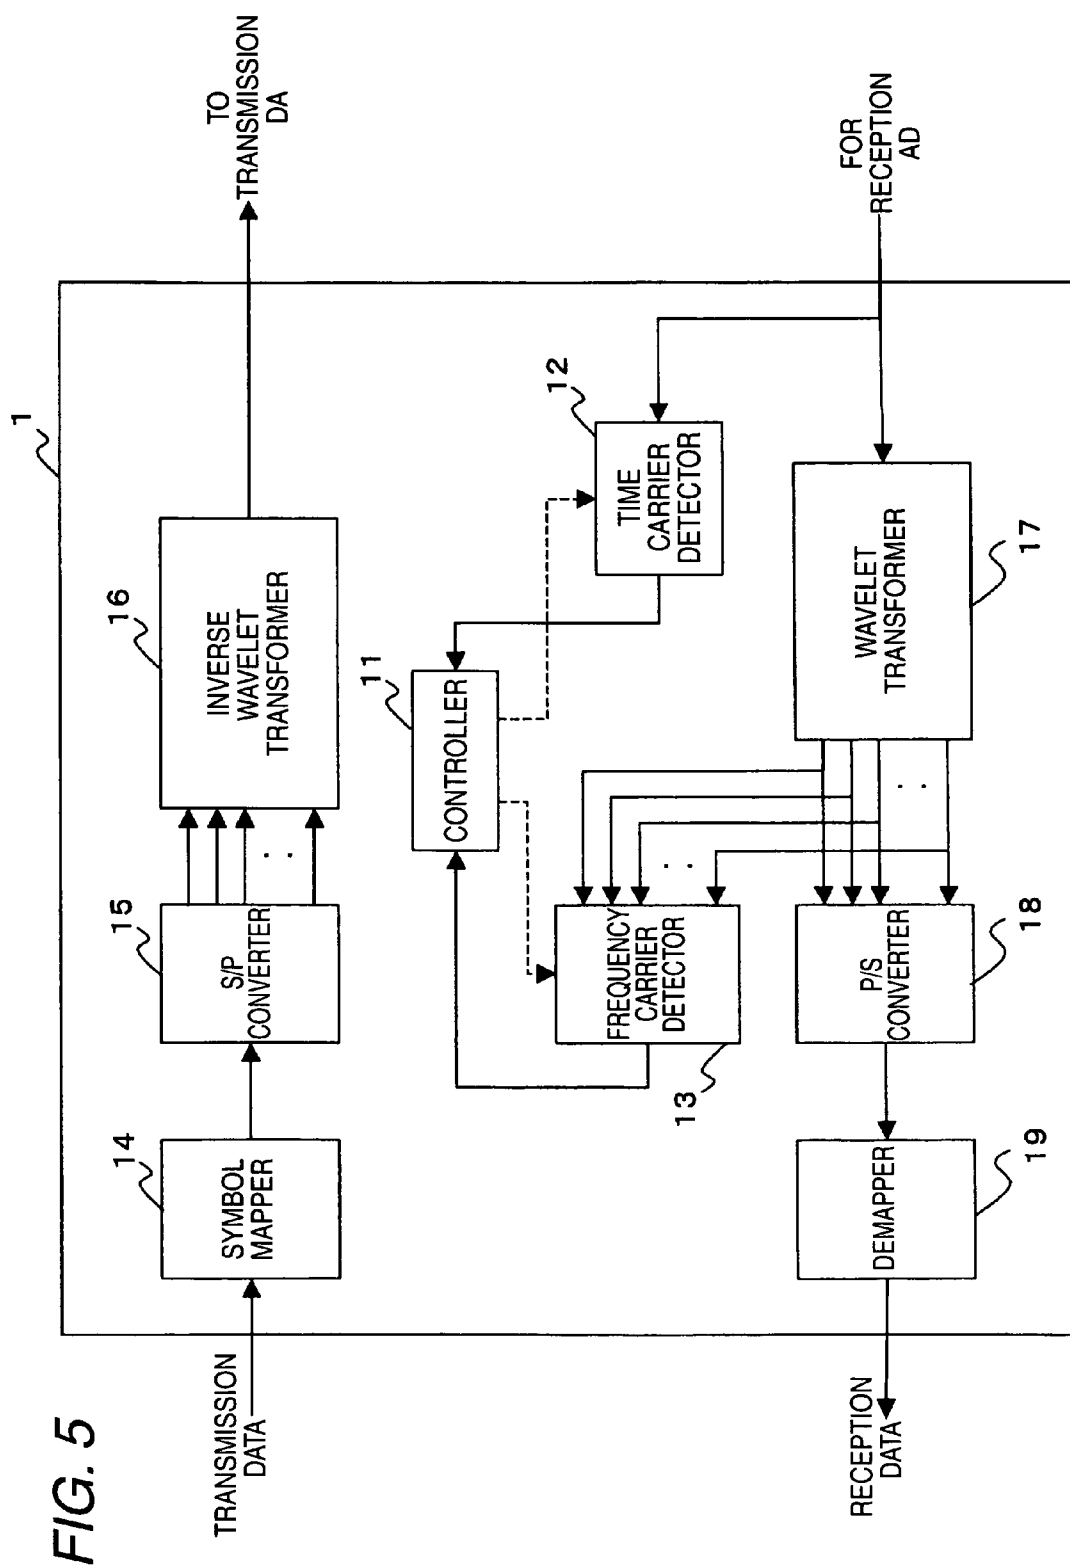 FIG. 5
1
TRANSMISSION
DATA
14
SYMBOL
MAPPER
15
S/P
CONVERTER
. .
16
INVERSE
WAVELET
TRANSFORMER
TO
TRANSMISSION
DA
11
CONTROLLER
12
TIME
CARRIER
DETECTOR
13
FREQUENCY
CARRIER
DETECTOR
. .
RECEPTION
DATA
19
DEMAPPER
18
P/S
CONVERTER
. .
17
WAVELET
TRANSFORMER
FOR
RECEPTION
AD